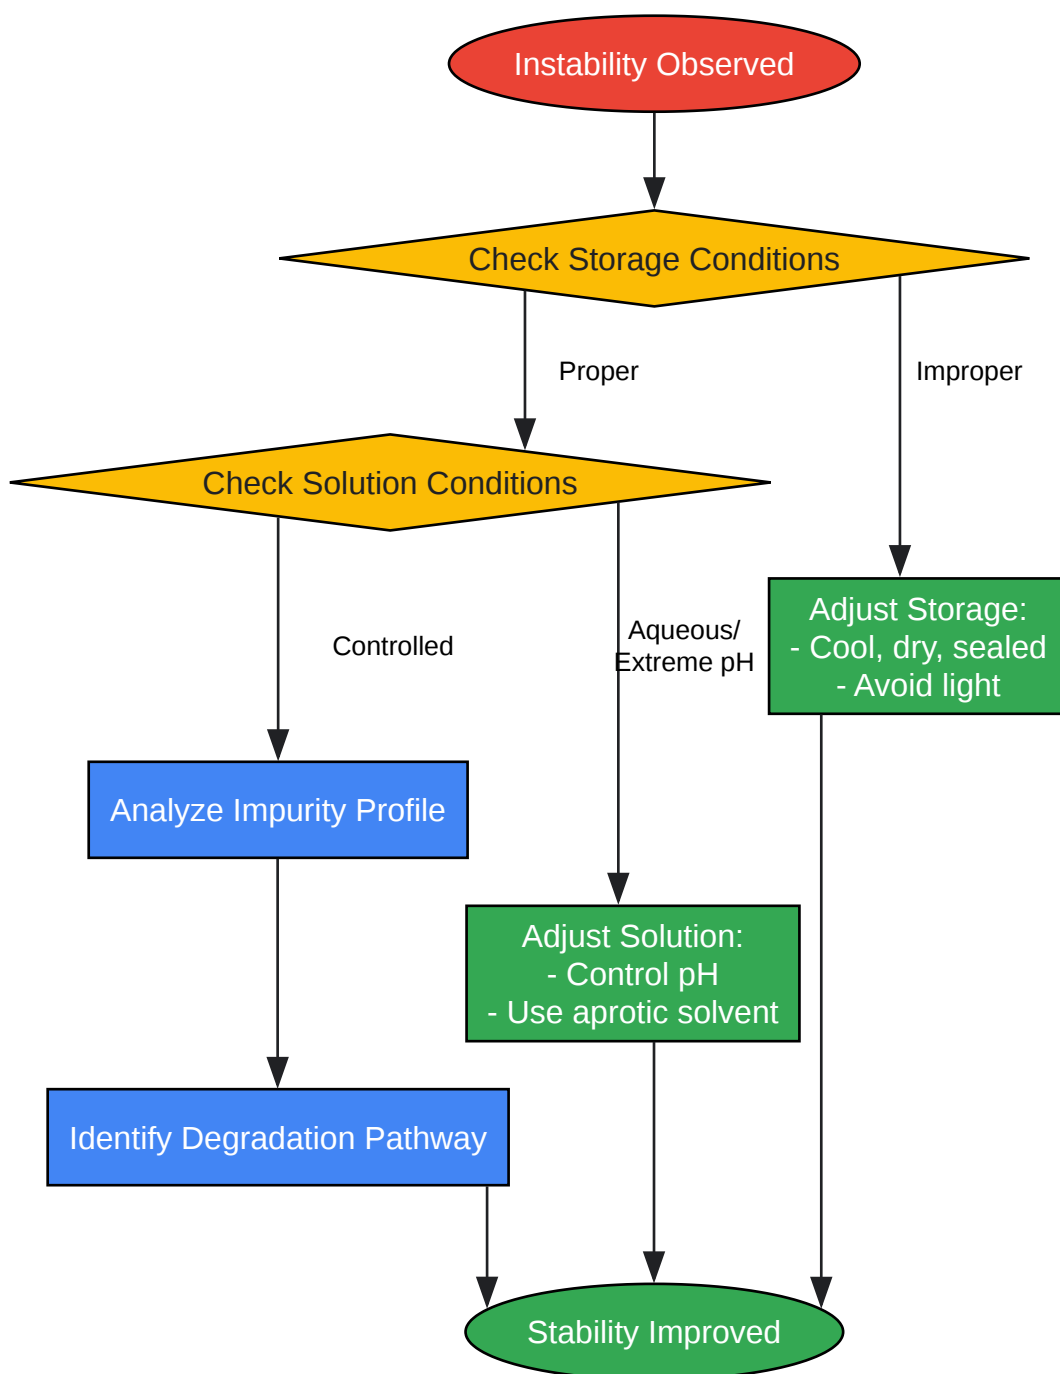 Instability Observed
Check Storage Conditions
Proper
Improper
Check Solution Conditions
Adjust Storage:
- Cool, dry, sealed
- Avoid light
Controlled
Aqueous/
Extreme pH
Analyze Impurity Profile
Adjust Solution:
- Control pH
- Use aprotic solvent
Identify Degradation Pathway
Stability Improved